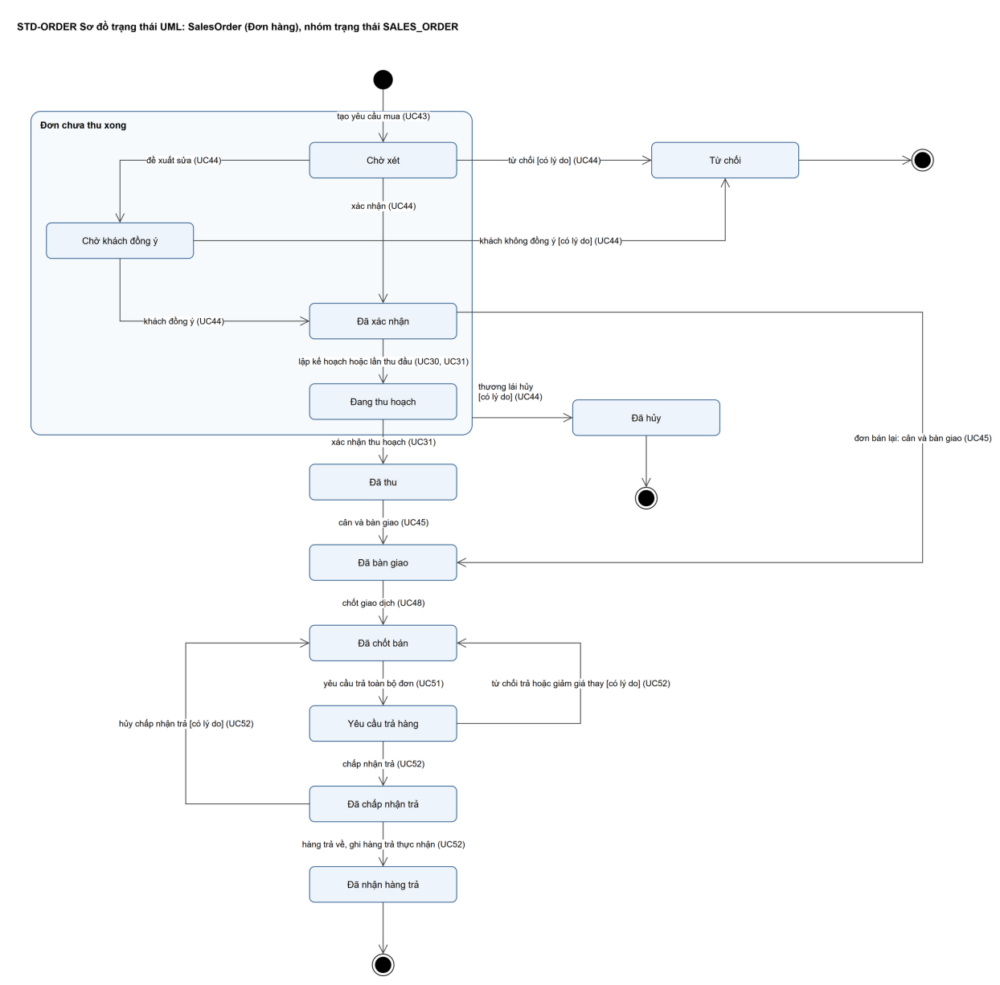 STD-ORDER Sơ đồ trạng thái UML: SalesOrder (Đơn hàng), nhóm trạng thái SALES_ORDER
tạo yêu cầu mua (UC43)
Đơn chưa thu xong
đề xuất sửa (UC44)
Chờ xét
từ chối [có lý do] (UC44)
Từ chối
xác nhận (UC44)
Chờ khách đồng ý
khách không đồng ý [có lý do] (UC44)
khách đồng ý (UC44)
Đã xác nhận
lập kế hoạch hoặc lần thu đầu (UC30, UC31)
thương lái hủy
[có lý do] (UC44)
Đang thu hoạch
Đã hủy
xác nhận thu hoạch (UC31)
đơn bán lại: cân và bàn giao (UC45)
Đã thu
cân và bàn giao (UC45)
Đã bàn giao
chốt giao dịch (UC48)
Đã chốt bán
yêu cầu trả toàn bộ đơn (UC51)
từ chối trả hoặc giảm giá thay [có lý do] (UC52)
hủy chấp nhận trả [có lý do] (UC52)
Yêu cầu trả hàng
chấp nhận trả (UC52)
Đã chấp nhận trả
hàng trả về, ghi hàng trả thực nhận (UC52)
Đã nhận hàng trả